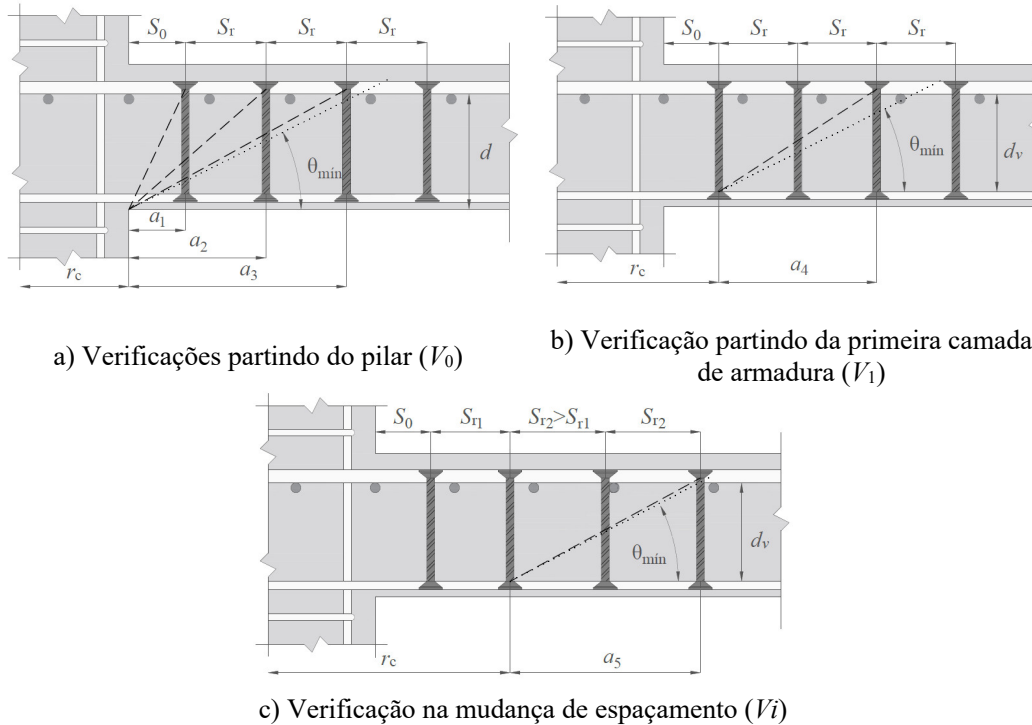 S0 Sr Sr Sr
d
θmín
a1
a2
a3
rc
a) Verificações partindo do pilar (V0)
S0 Sr Sr Sr
dv
θmín
a4
rc
b) Verificação partindo da primeira camada
de armadura (V1)
S0 Sr1 Sr2>Sr1 Sr2
dv
θmín
rc
a5
c) Verificação na mudança de espaçamento (Vi)